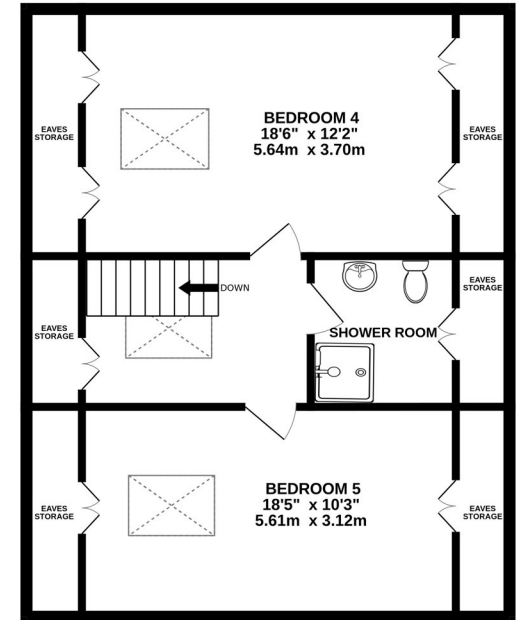 BEDROOM 4
18'6" x 12'2"
5.64m x 3.70m
EAVES
STORAGE
EAVES
STORAGE
EAVES
STORAGE
DOWN
EAVES
STORAGE
SHOWER ROOM
BEDROOM 5
18'5" x 10'3"
5.61m x 3.12m
EAVES
STORAGE
EAVES
STORAGE